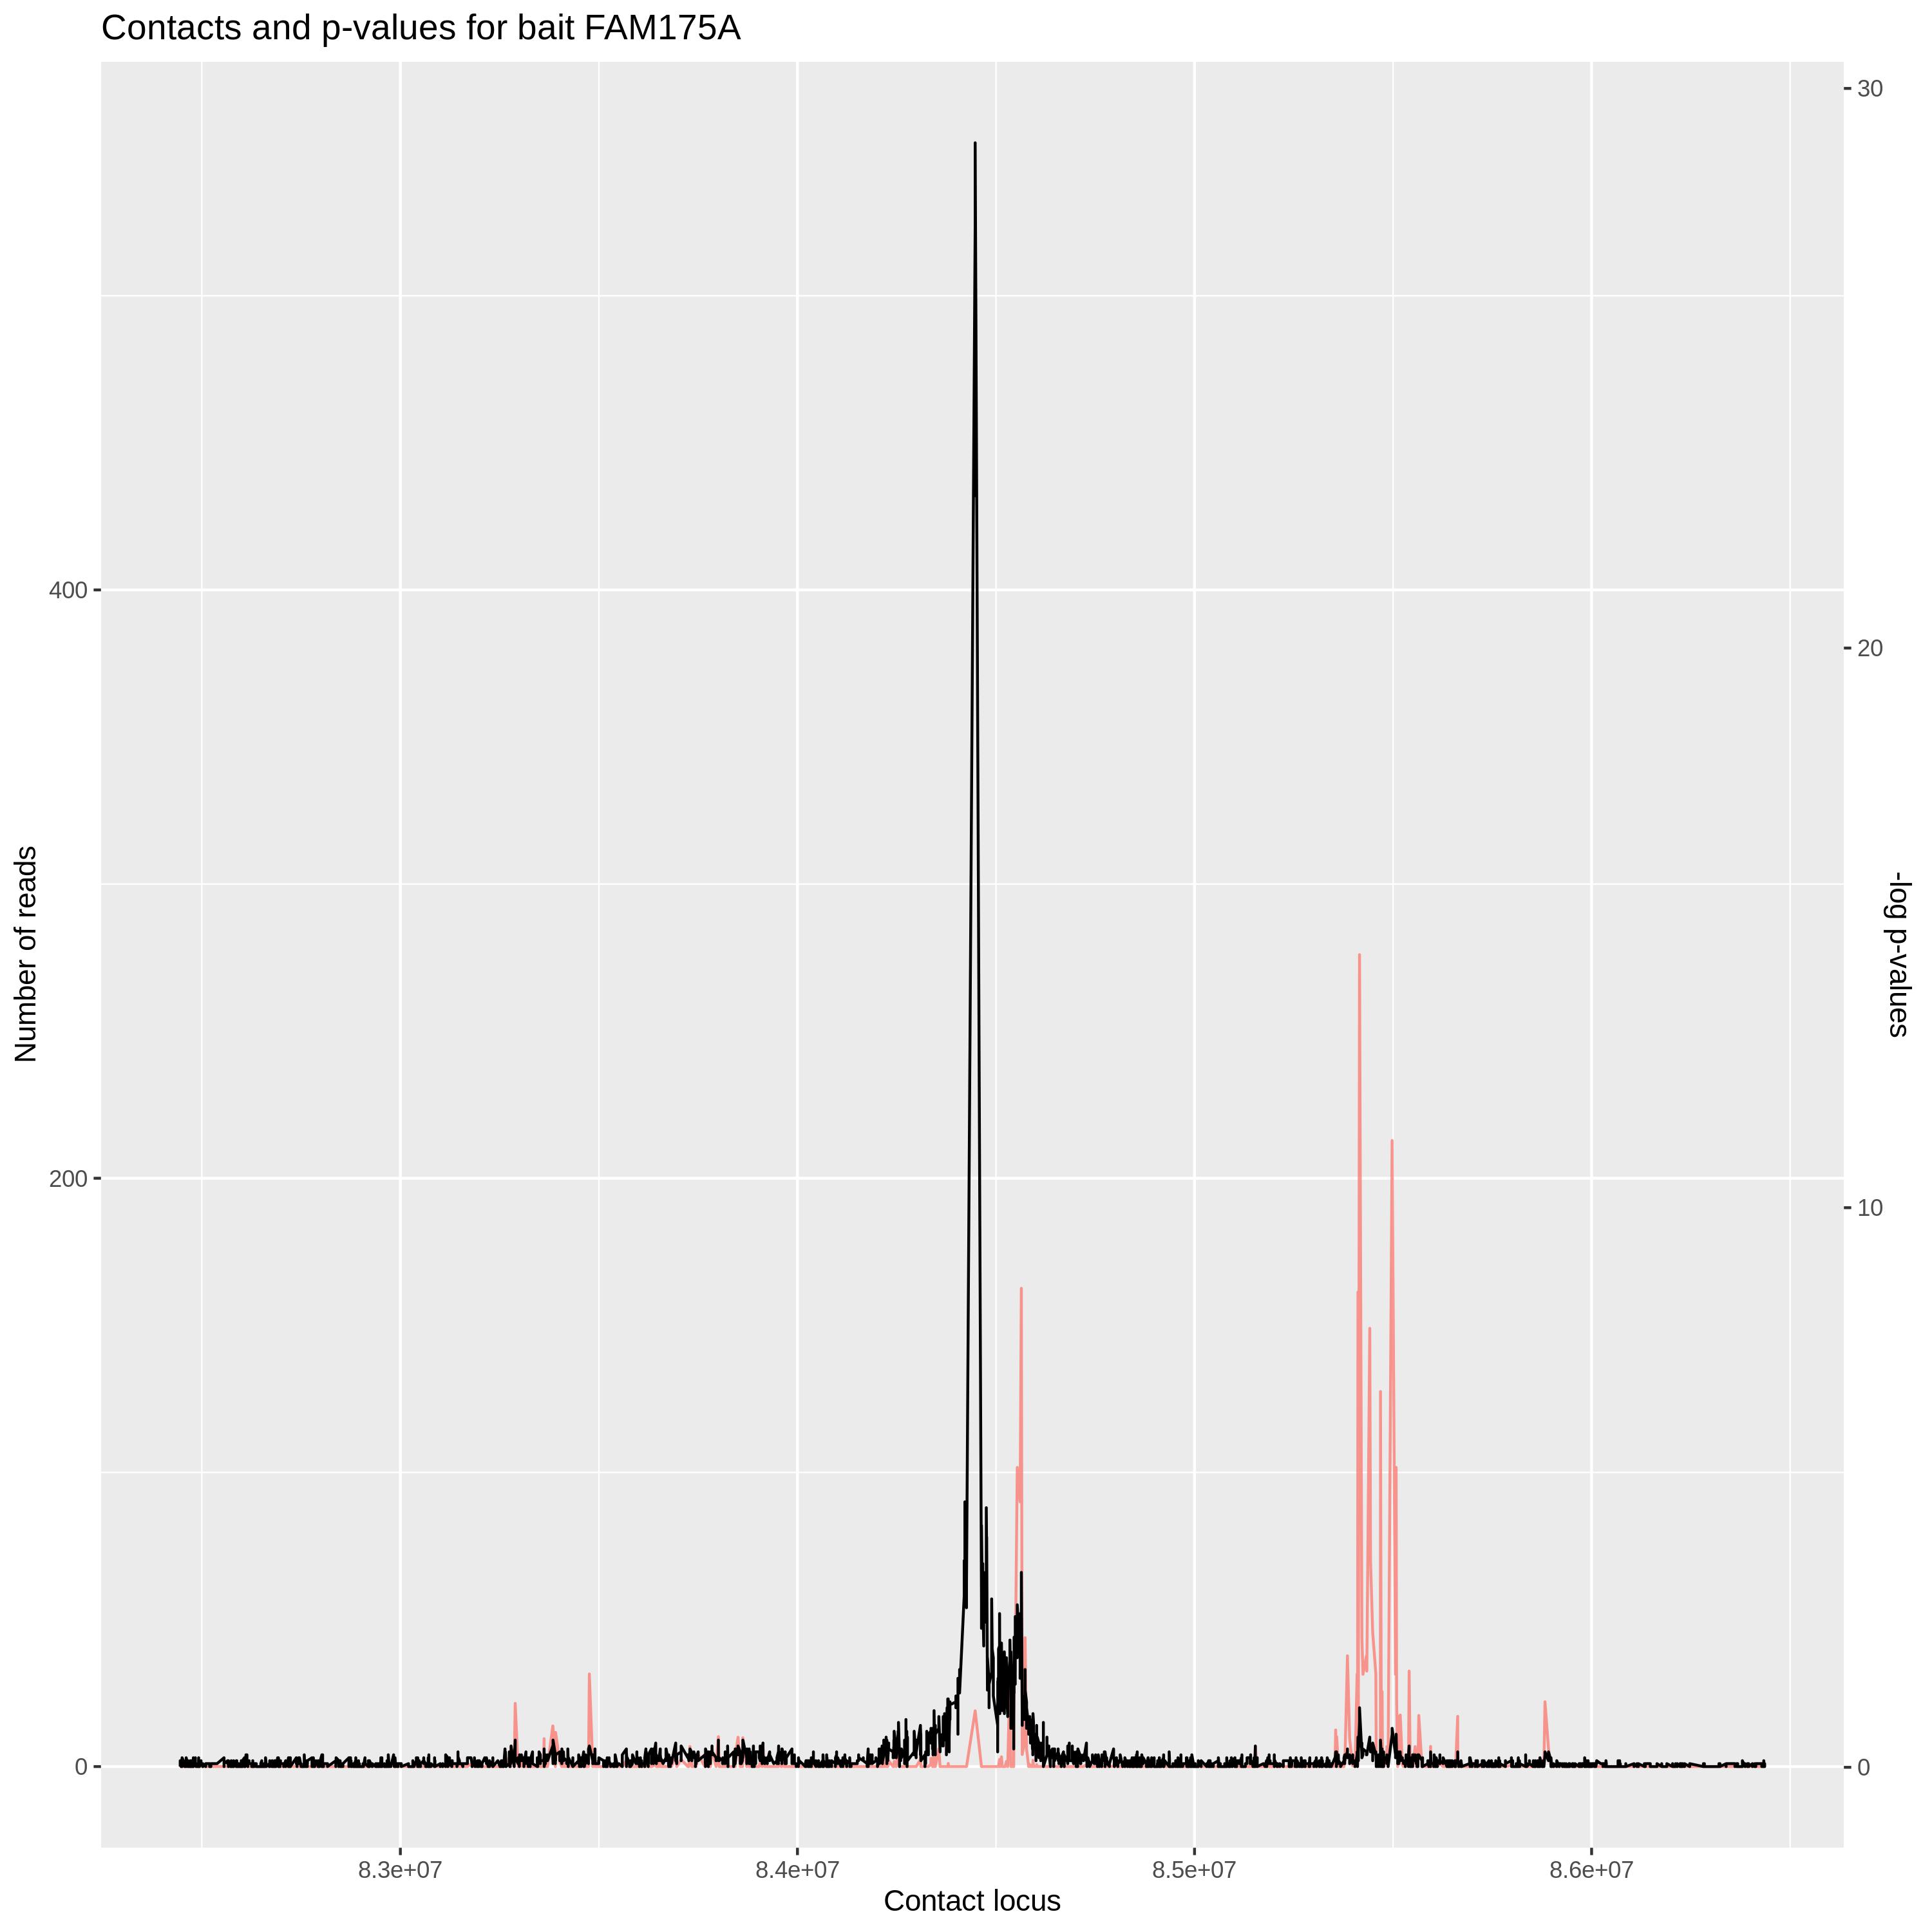 Contacts and p-values for bait FAM175A
Number of reads
400
200
0
30
20
10
0
-log p-values
8.3e+07
8.4e+07
8.5e+07
8.6e+07
Contact locus